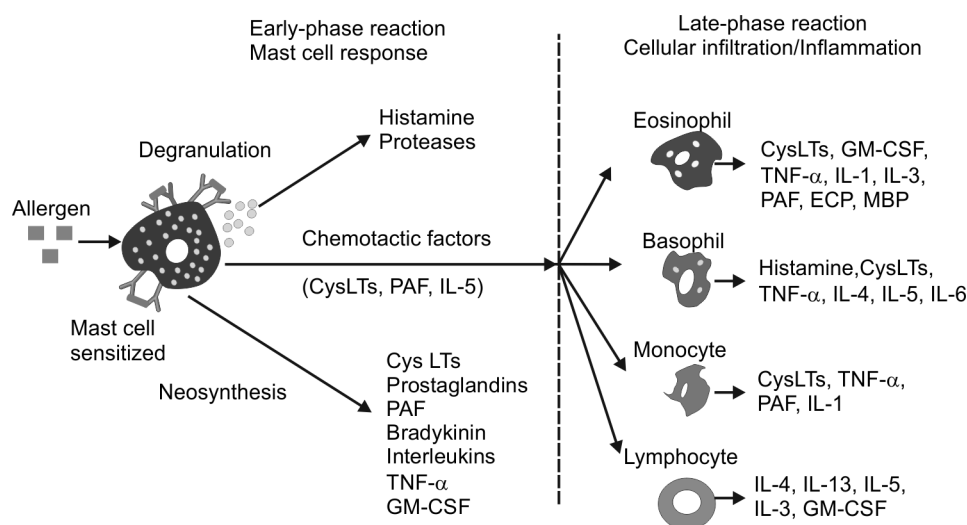 Early-phase reaction
Mast cell response
Late-phase reaction
Cellular infiltration/Inflammation
Histamine
Proteases
Degranulation
Allergen
Chemotactic factors
(CysLTs, PAF, IL-5)
Mast cell
sensitized
Neosynthesis
Cys LTs
Prostaglandins
PAF
Bradykinin
Interleukins
TNF-α
GM-CSF
Eosinophil
CysLTs, GM-CSF,
TNF-α, IL-1, IL-3,
PAF, ECP, MBP
Basophil
Histamine,CysLTs,
TNF-α, IL-4, IL-5, IL-6
Monocyte
CysLTs, TNF-α,
PAF, IL-1
Lymphocyte
IL-4, IL-13, IL-5,
IL-3, GM-CSF